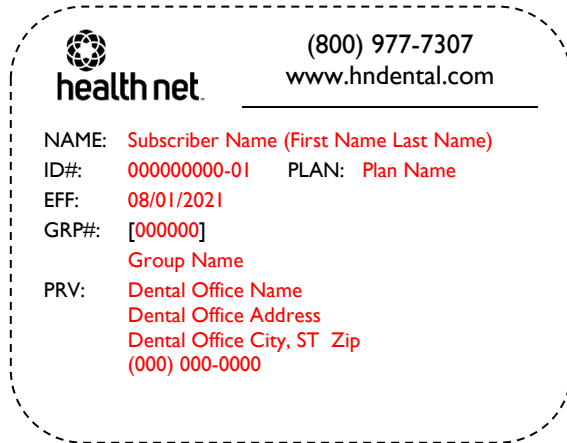 health net.
(800) 977-7307
www.hndental.com
NAME: Subscriber Name (First Name Last Name)
ID#: 000000000-01 PLAN: Plan Name
EFF: 08/01/2021
GRP#: [000000]
Group Name
PRV: Dental Office Name
Dental Office Address
Dental Office City, ST Zip
(000) 000-0000